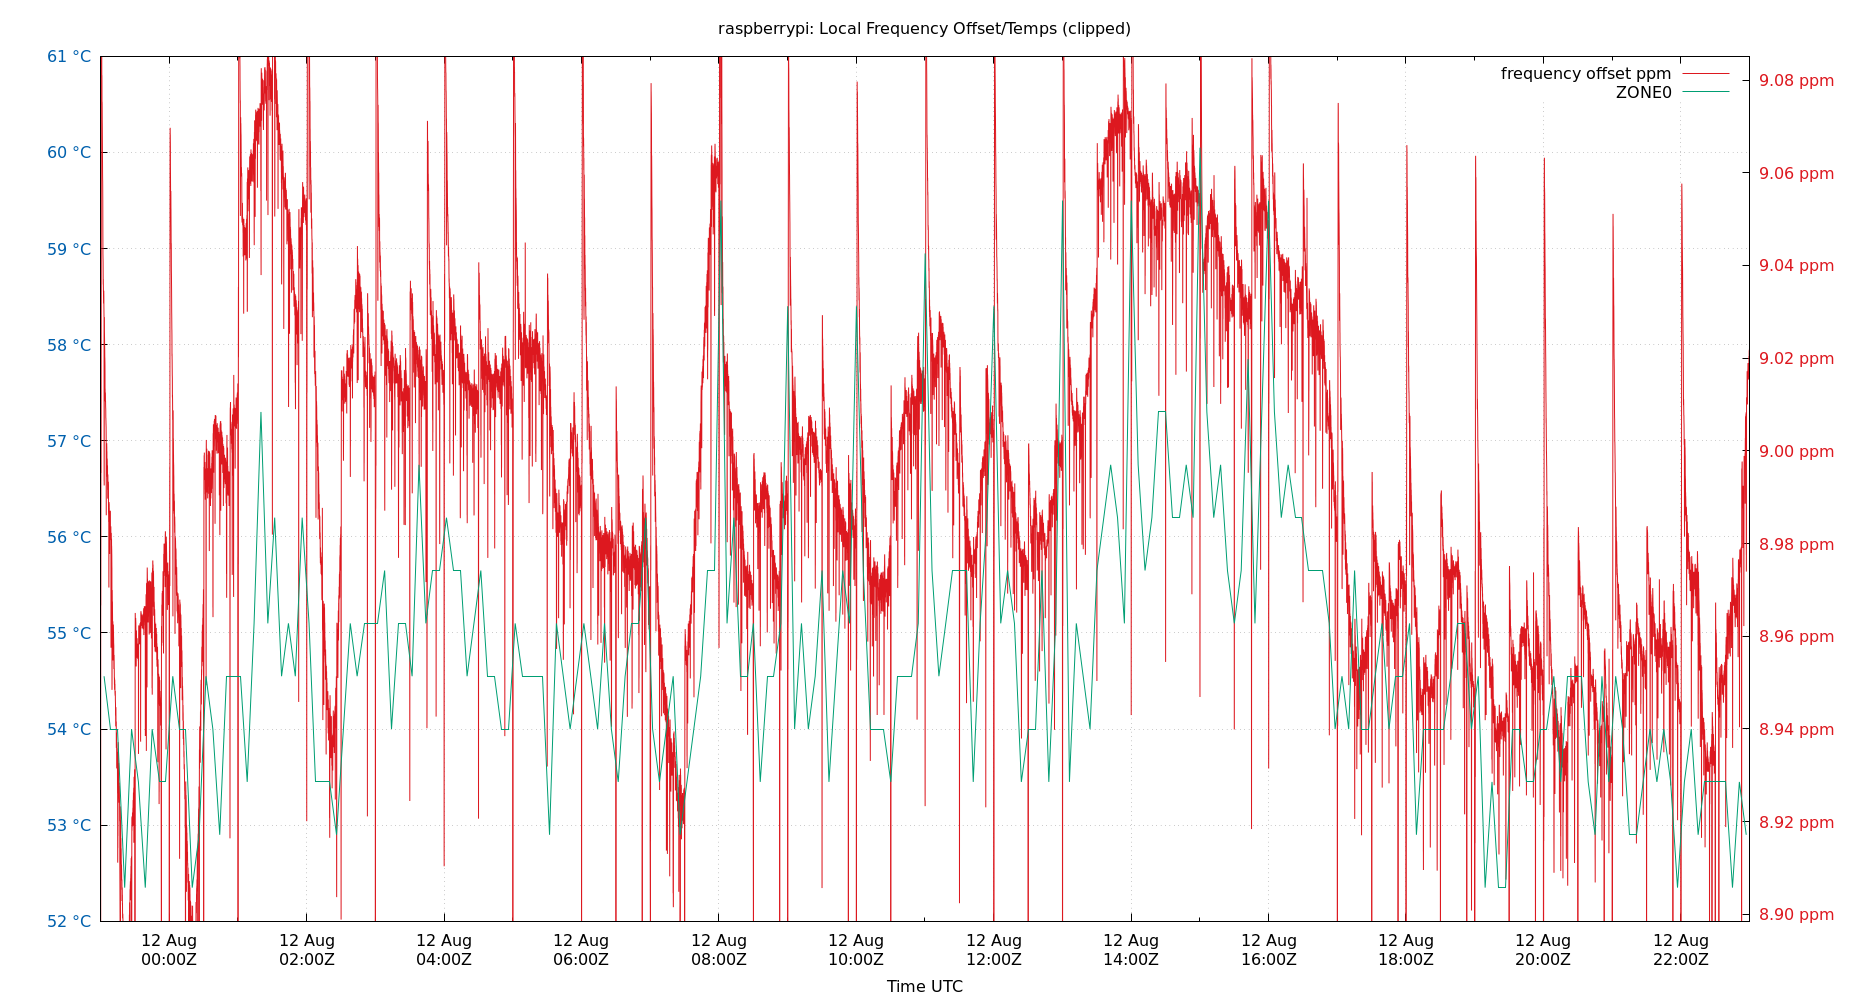 raspberrypi: Local Frequency Offset/Temps (clipped)
frequency offset ppm
ZONE0
61 °C
60 °C
59 °C
58 °C
57 °C
56 °C
55 °C
54 °C
53 °C
52 °C
9.08 ppm
9.06 ppm
9.04 ppm
9.02 ppm
9.00 ppm
8.98 ppm
8.96 ppm
8.94 ppm
8.92 ppm
8.90 ppm
12 Aug
00:00Z
12 Aug
02:00Z
12 Aug
04:00Z
12 Aug
06:00Z
12 Aug
08:00Z
12 Aug
10:00Z
12 Aug
12:00Z
12 Aug
14:00Z
12 Aug
16:00Z
12 Aug
18:00Z
12 Aug
20:00Z
12 Aug
22:00Z
Time UTC